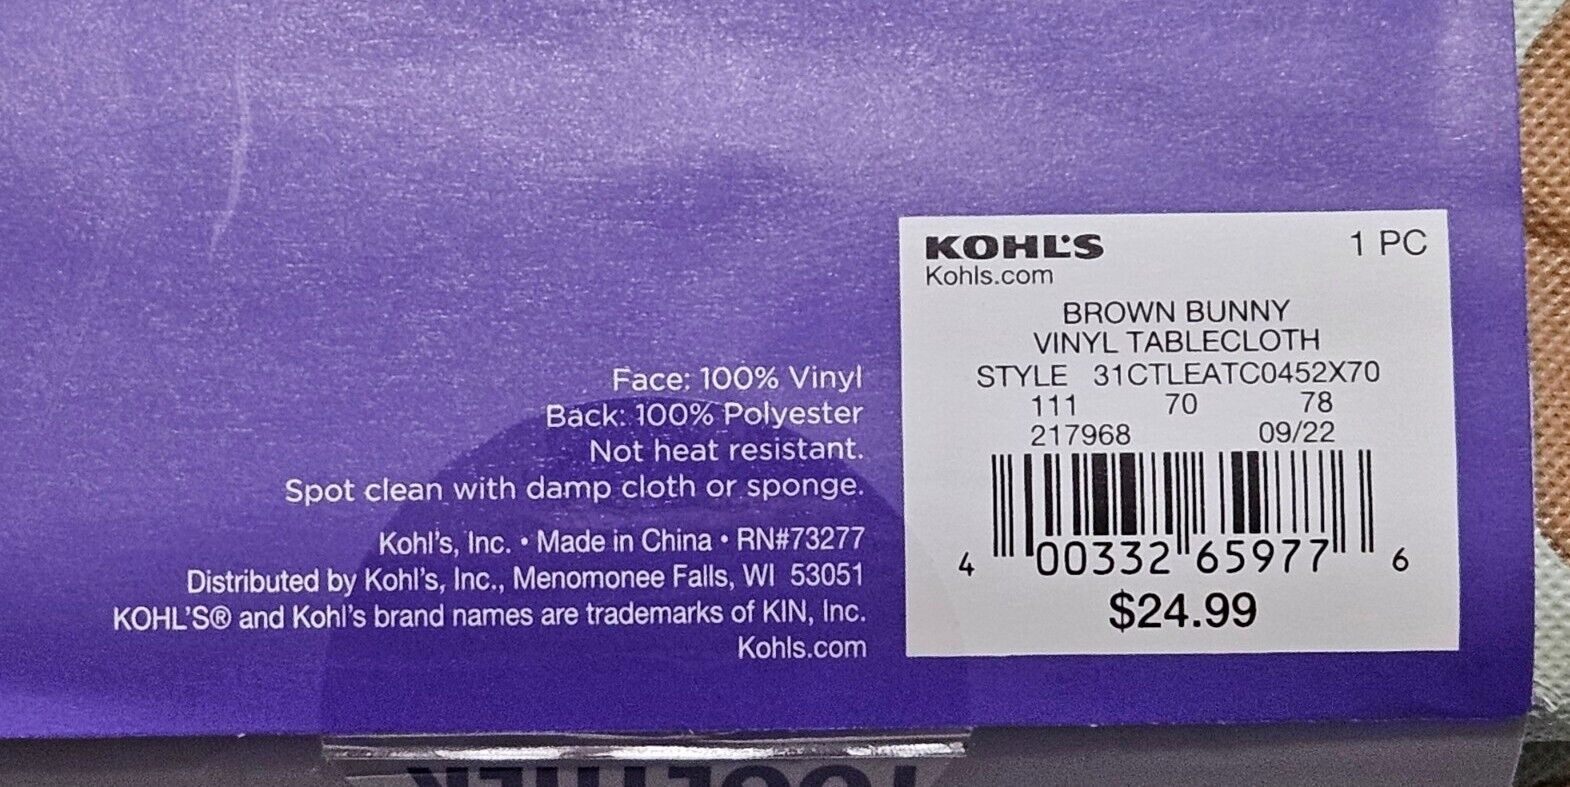 Face: 100% Vinyl
Back: 100% Polyester
Not heat resistant.
Spot clean with damp cloth or sponge.
Kohl's, Inc. • Made in China • RN#73277
Distributed by Kohl's, Inc., Menomonee Falls, WI 53051
KOHL'S® and Kohl's brand names are trademarks of KIN, Inc.
Kohls.com
KOHL'S 1 PC
Kohls.com
BROWN BUNNY
VINYL TABLECLOTH
STYLE 31CTLEATC0452X70
111 70 78
217968 09/22
4 00332 65977 6
$24.99